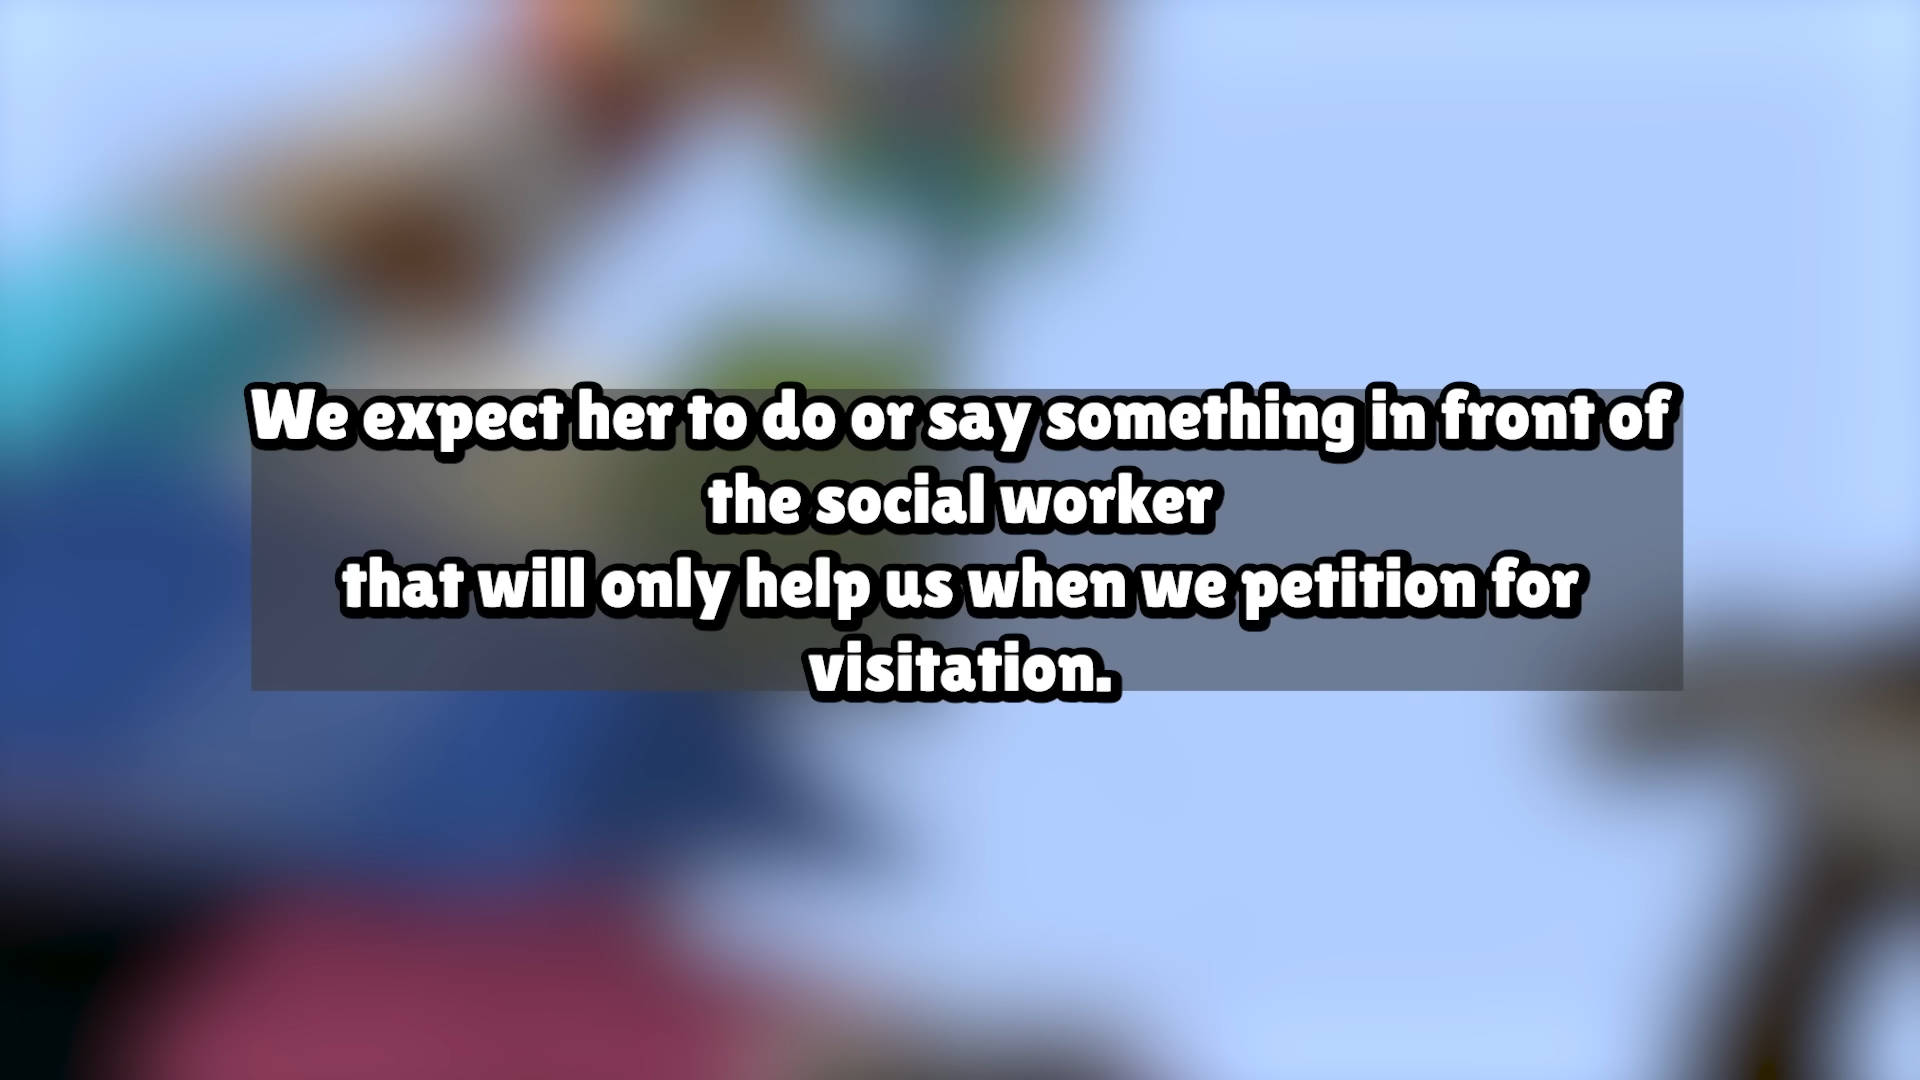 We expect her to do or say something in front of
the social worker
that will only help us when we petition for
visitation.